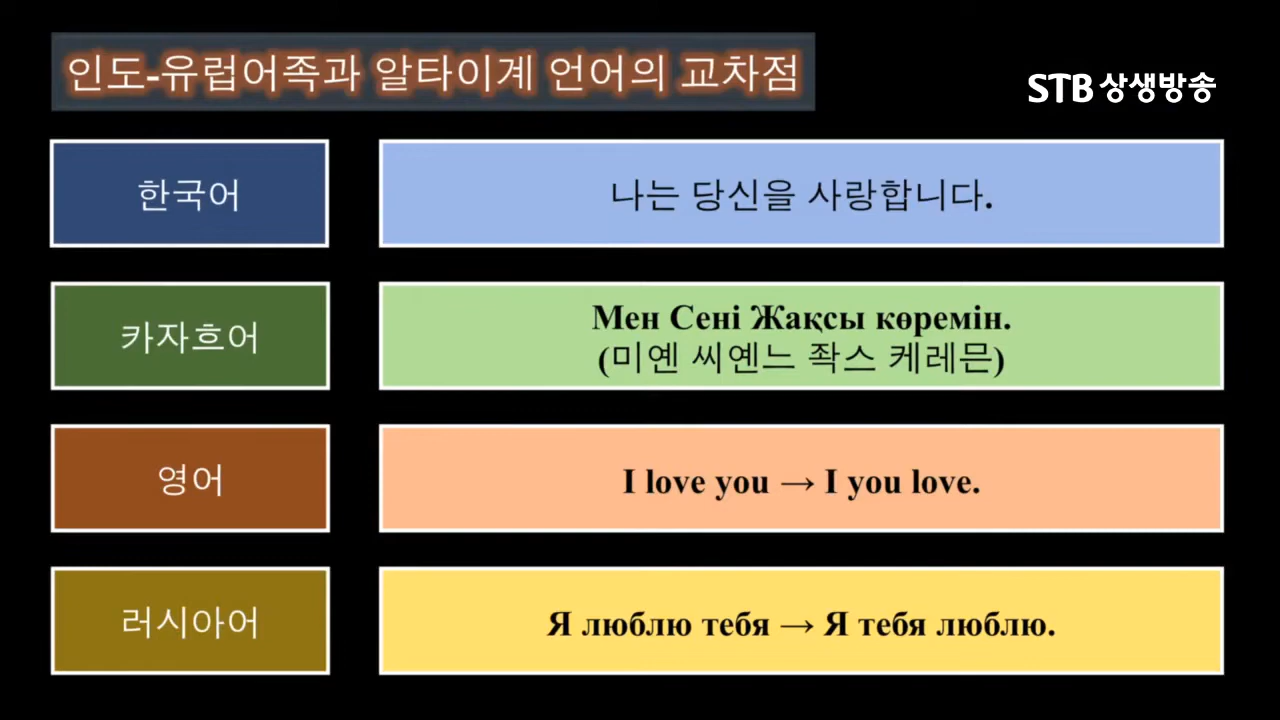 인도-유럽어족과 알타이계 언어의 교차점
STB 상생방송
한국어
나는 당신을 사랑합니다.
카자흐어
Мен Сені Жақсы көремін.
(미옌 씨옌느 좍스 케레믄)
영어
I love you → I you love.
러시아어
Я люблю тебя → Я тебя люблю.